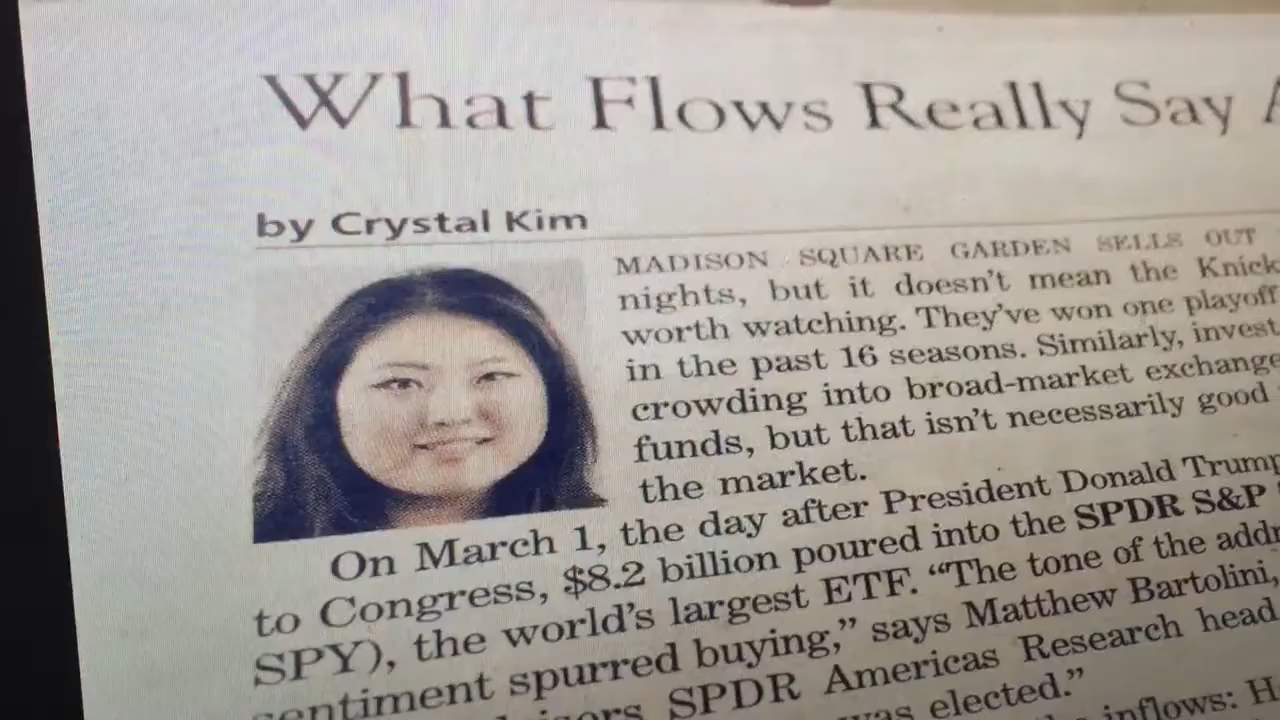 What Flows Really Say
by Crystal Kim
MADISON SQUARE GARDEN SELLS OUT
nights, but it doesn't mean the Knick
worth watching. They've won one playoff
in the past 16 seasons. Similarly, invest
crowding into broad-market exchange
funds, but that isn't necessarily good
the market.
On March 1, the day after President Donald Trump
to Congress, $8.2 billion poured into the SPDR S&P
SPY), the world's largest ETF. “The tone of the addr
sentiment spurred buying,” says Matthew Bartolini,
SPDR Americas Research head
was elected.”
inflows: H